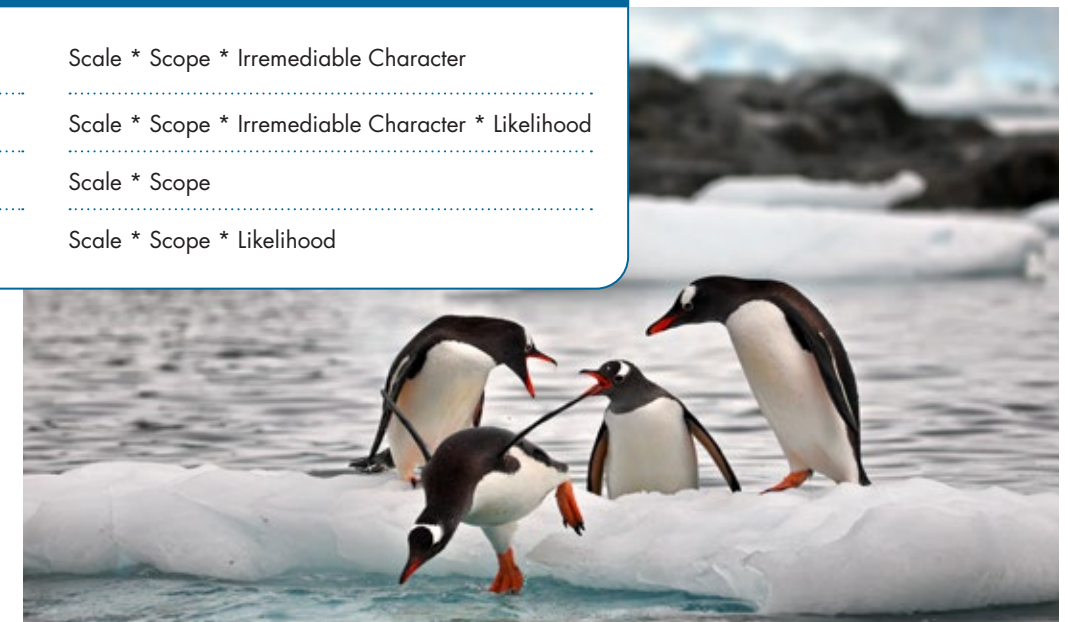 Scale * Scope * Irremediable Character
Scale * Scope * Irremediable Character * Likelihood
Scale * Scope
Scale * Scope * Likelihood